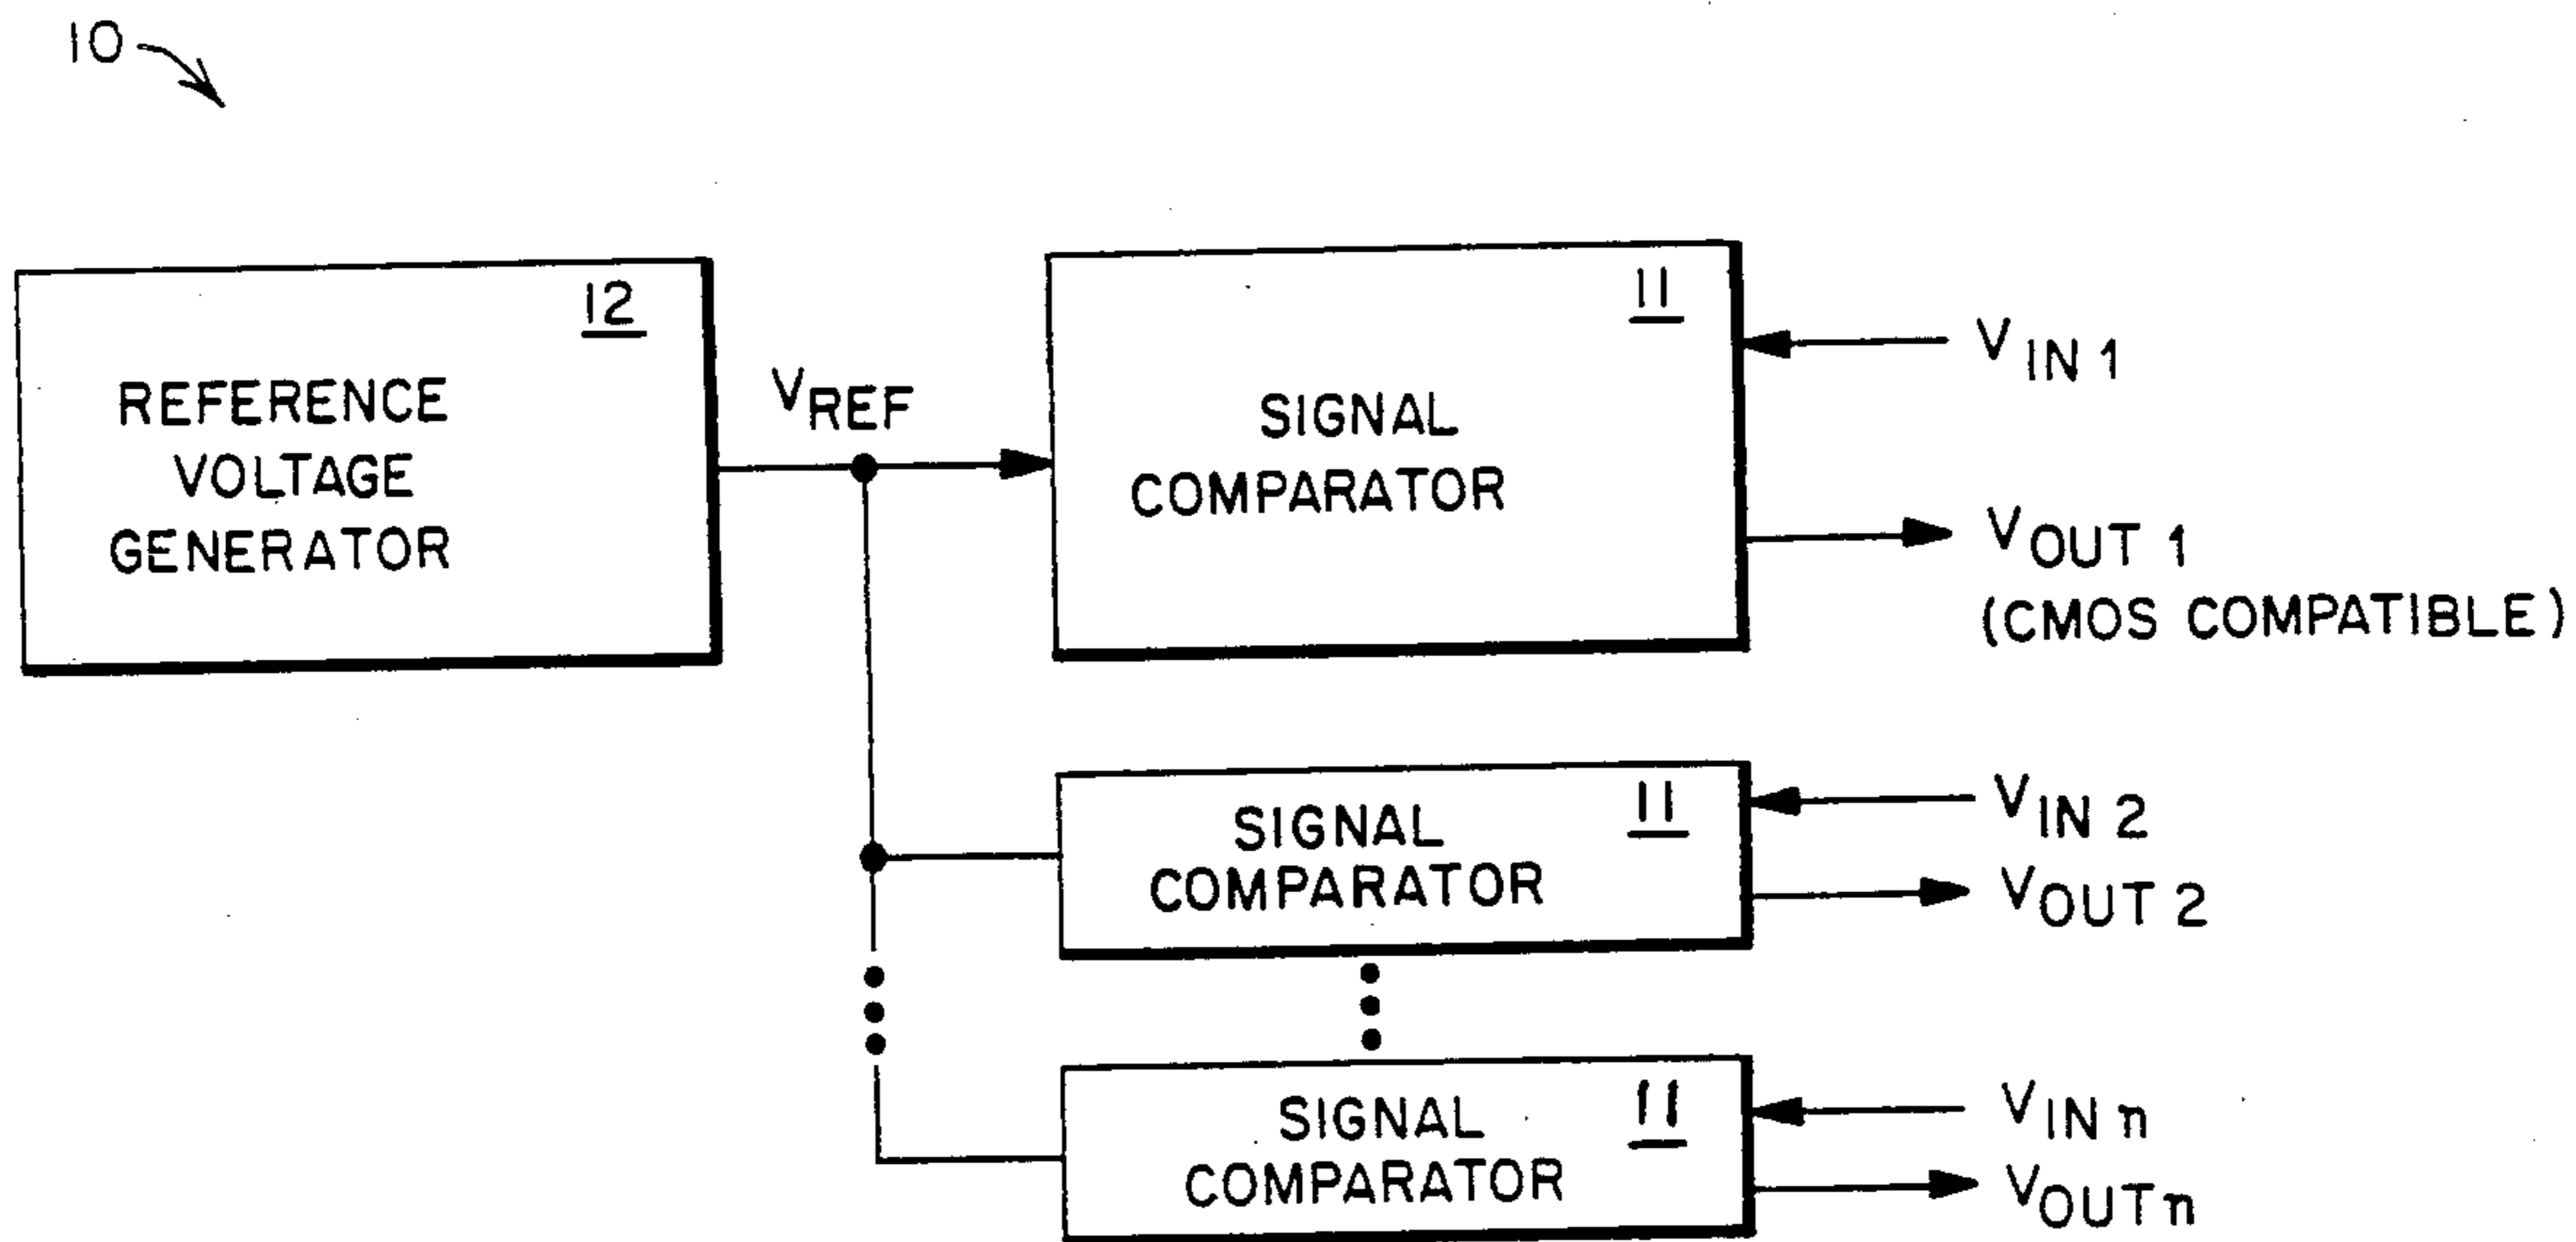 10
12
REFERENCE
VOLTAGE
GENERATOR
VREF
11
SIGNAL
COMPARATOR
VIN 1
VOUT 1
(CMOS COMPATIBLE)
11
SIGNAL
COMPARATOR
VIN 2
VOUT 2
11
SIGNAL
COMPARATOR
VIN n
VOUT n